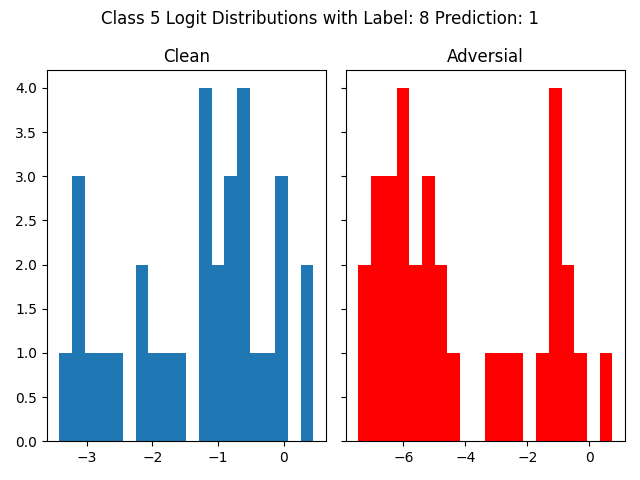 Class 5 Logit Distributions with Label: 8 Prediction: 1
Clean
Adversial
4.0
3.5
3.0
2.5
2.0
1.5
1.0
0.5
0.0
−3 −2 −1 0
−6 −4 −2 0